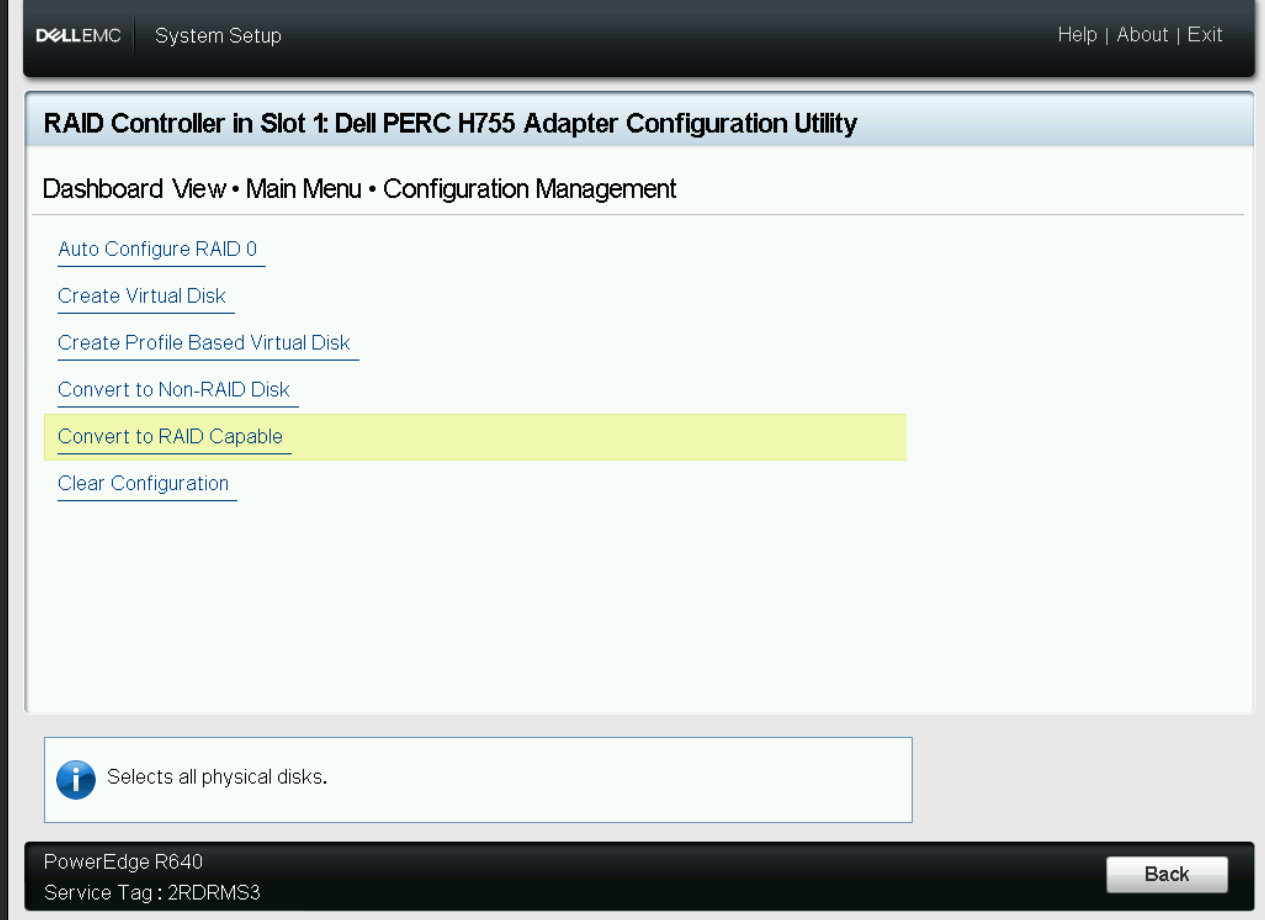 DELLEMC System Setup Help | About | Exit
RAID Controller in Slot 1: Dell PERC H755 Adapter Configuration Utility
Dashboard View • Main Menu • Configuration Management
Auto Configure RAID 0
Create Virtual Disk
Create Profile Based Virtual Disk
Convert to Non-RAID Disk
Convert to RAID Capable
Clear Configuration
Selects all physical disks.
PowerEdge R640
Service Tag : 2RDRMS3
Back